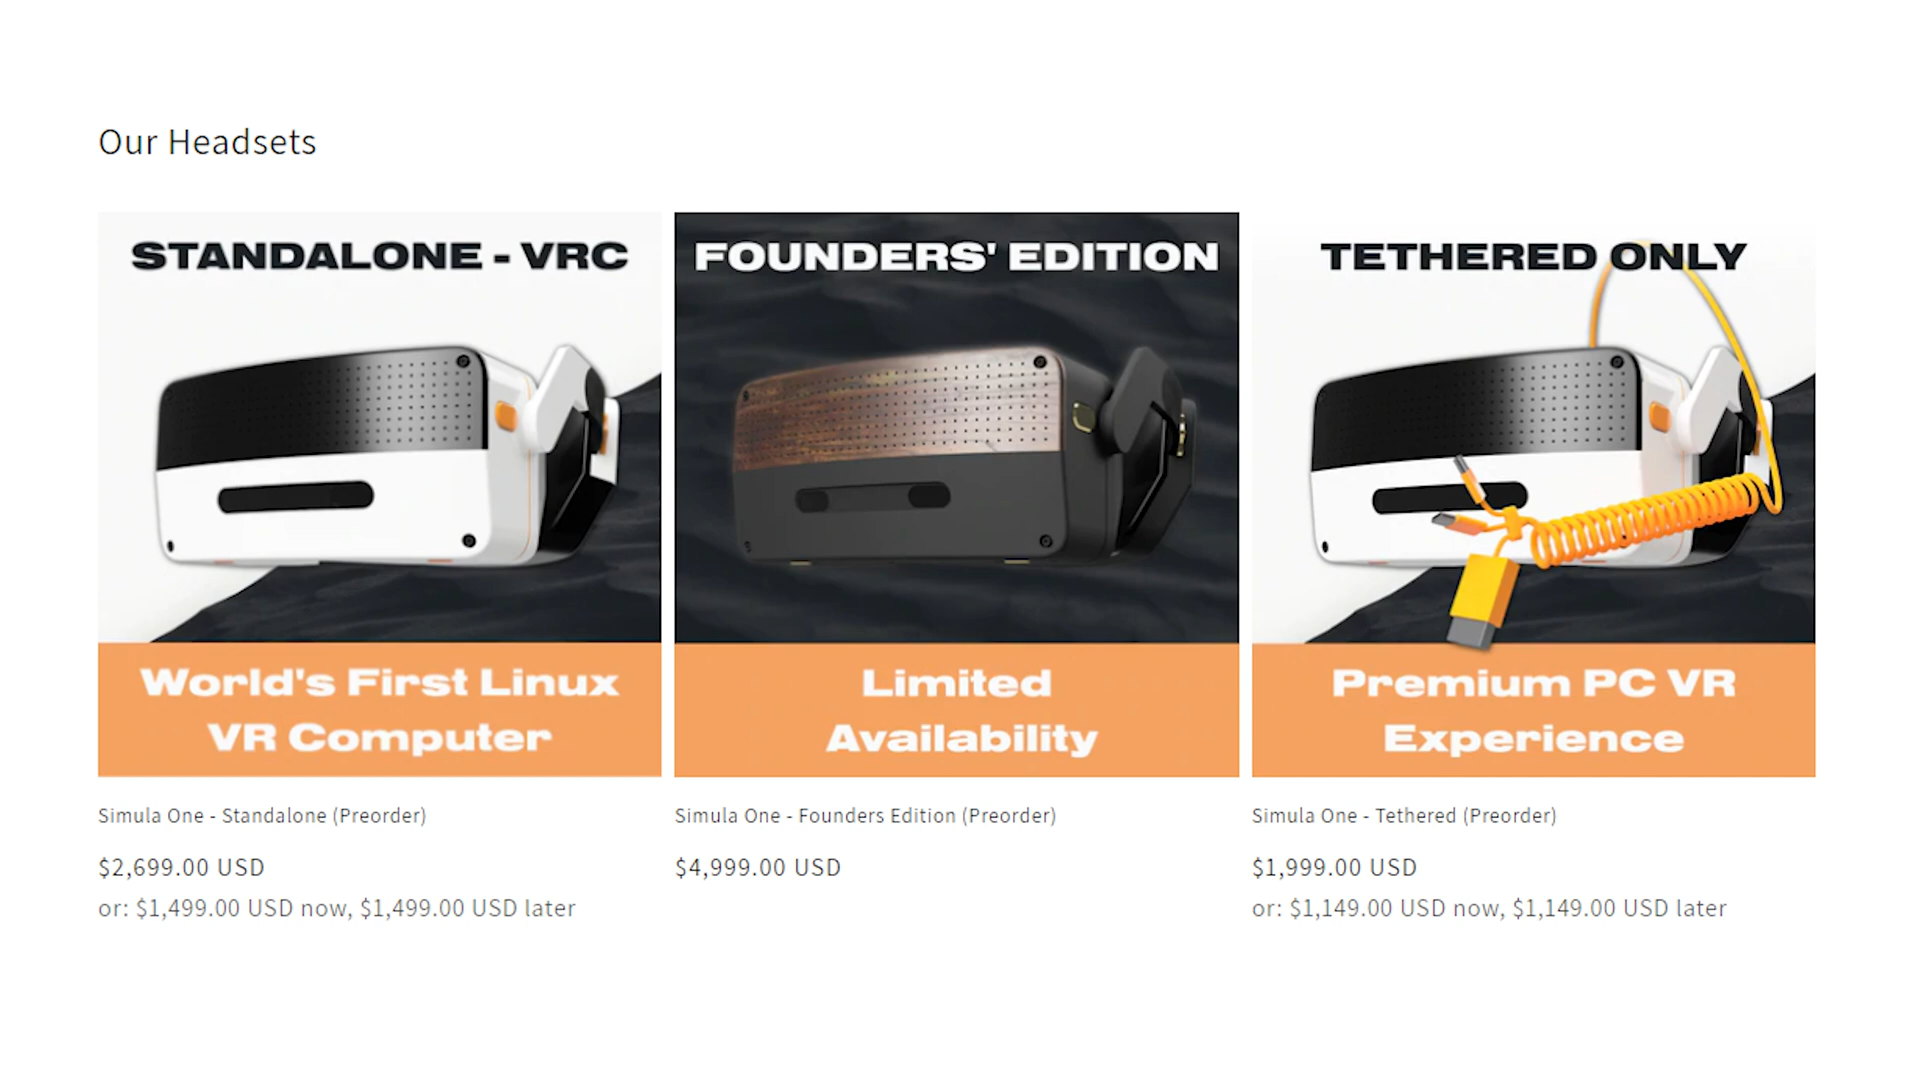 Our Headsets
STANDALONE - VRC
World's First Linux
VR Computer
Simula One - Standalone (Preorder)
$2,699.00 USD
or: $1,499.00 USD now, $1,499.00 USD later
FOUNDERS' EDITION
Limited
Availability
Simula One - Founders Edition (Preorder)
$4,999.00 USD
TETHERED ONLY
Premium PC VR
Experience
Simula One - Tethered (Preorder)
$1,999.00 USD
or: $1,149.00 USD now, $1,149.00 USD later